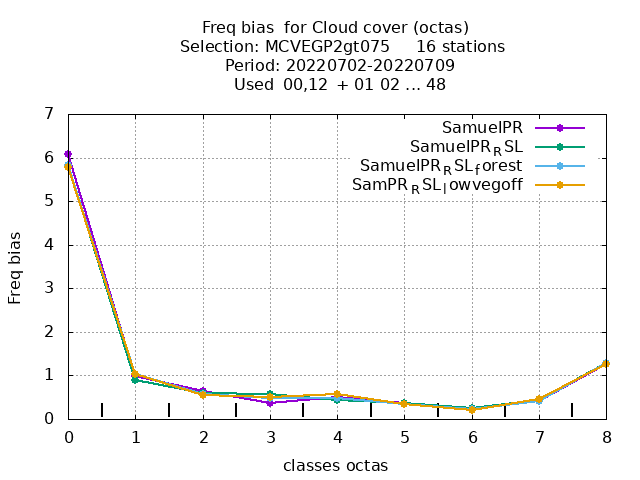 Freq bias  for Cloud cover (octas)
Selection: MCVEGP2gt075     16 stations
Period: 20220702-20220709
Used  00,12  + 01 02 ... 48
SamuelPR
SamuelPR_RSL
SamuelPR_RSL_forest
SamPR_RSL_lowvegoff
Freq bias
7
6
5
4
3
2
1
0
0 1 2 3 4 5 6 7 8
classes octas